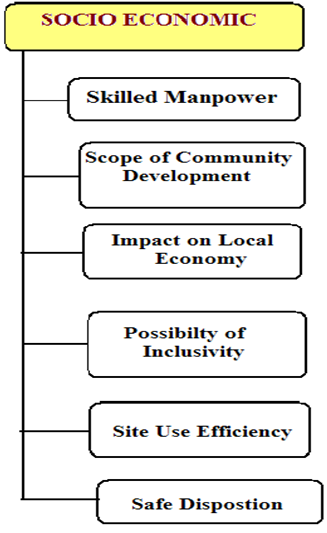 SOCIO ECONOMIC
Skilled Manpower
Scope of Community
Development
Impact on Local
Economy
Possibilty of
Inclusivity
Site Use Efficiency
Safe Dispostion